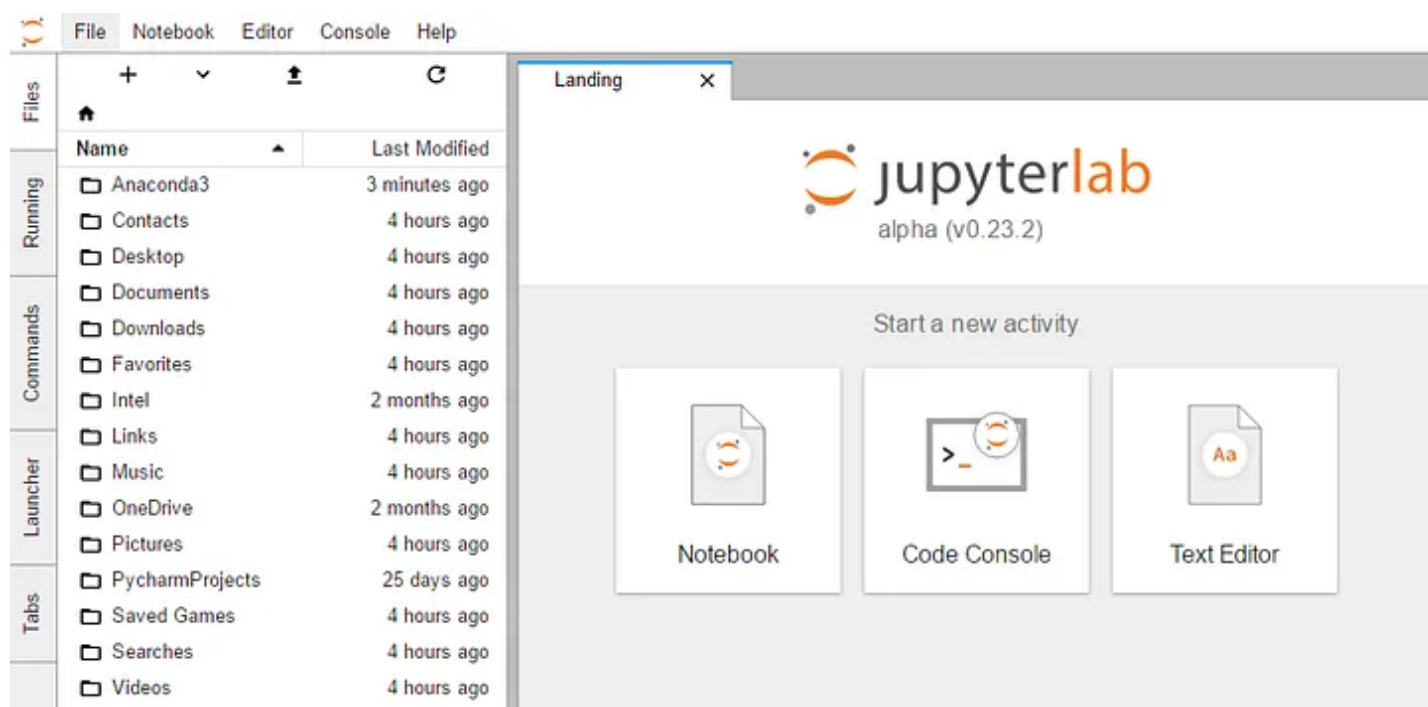 File Notebook Editor Console Help
Files
Running
Commands
Launcher
Tabs
Name Last Modified
Anaconda3 3 minutes ago
Contacts 4 hours ago
Desktop 4 hours ago
Documents 4 hours ago
Downloads 4 hours ago
Favorites 4 hours ago
Intel 2 months ago
Links 4 hours ago
Music 4 hours ago
OneDrive 2 months ago
Pictures 4 hours ago
PycharmProjects 25 days ago
Saved Games 4 hours ago
Searches 4 hours ago
Videos 4 hours ago
Landing
jupyterlab
alpha (v0.23.2)
Start a new activity
>_
Aa
Notebook Code Console Text Editor